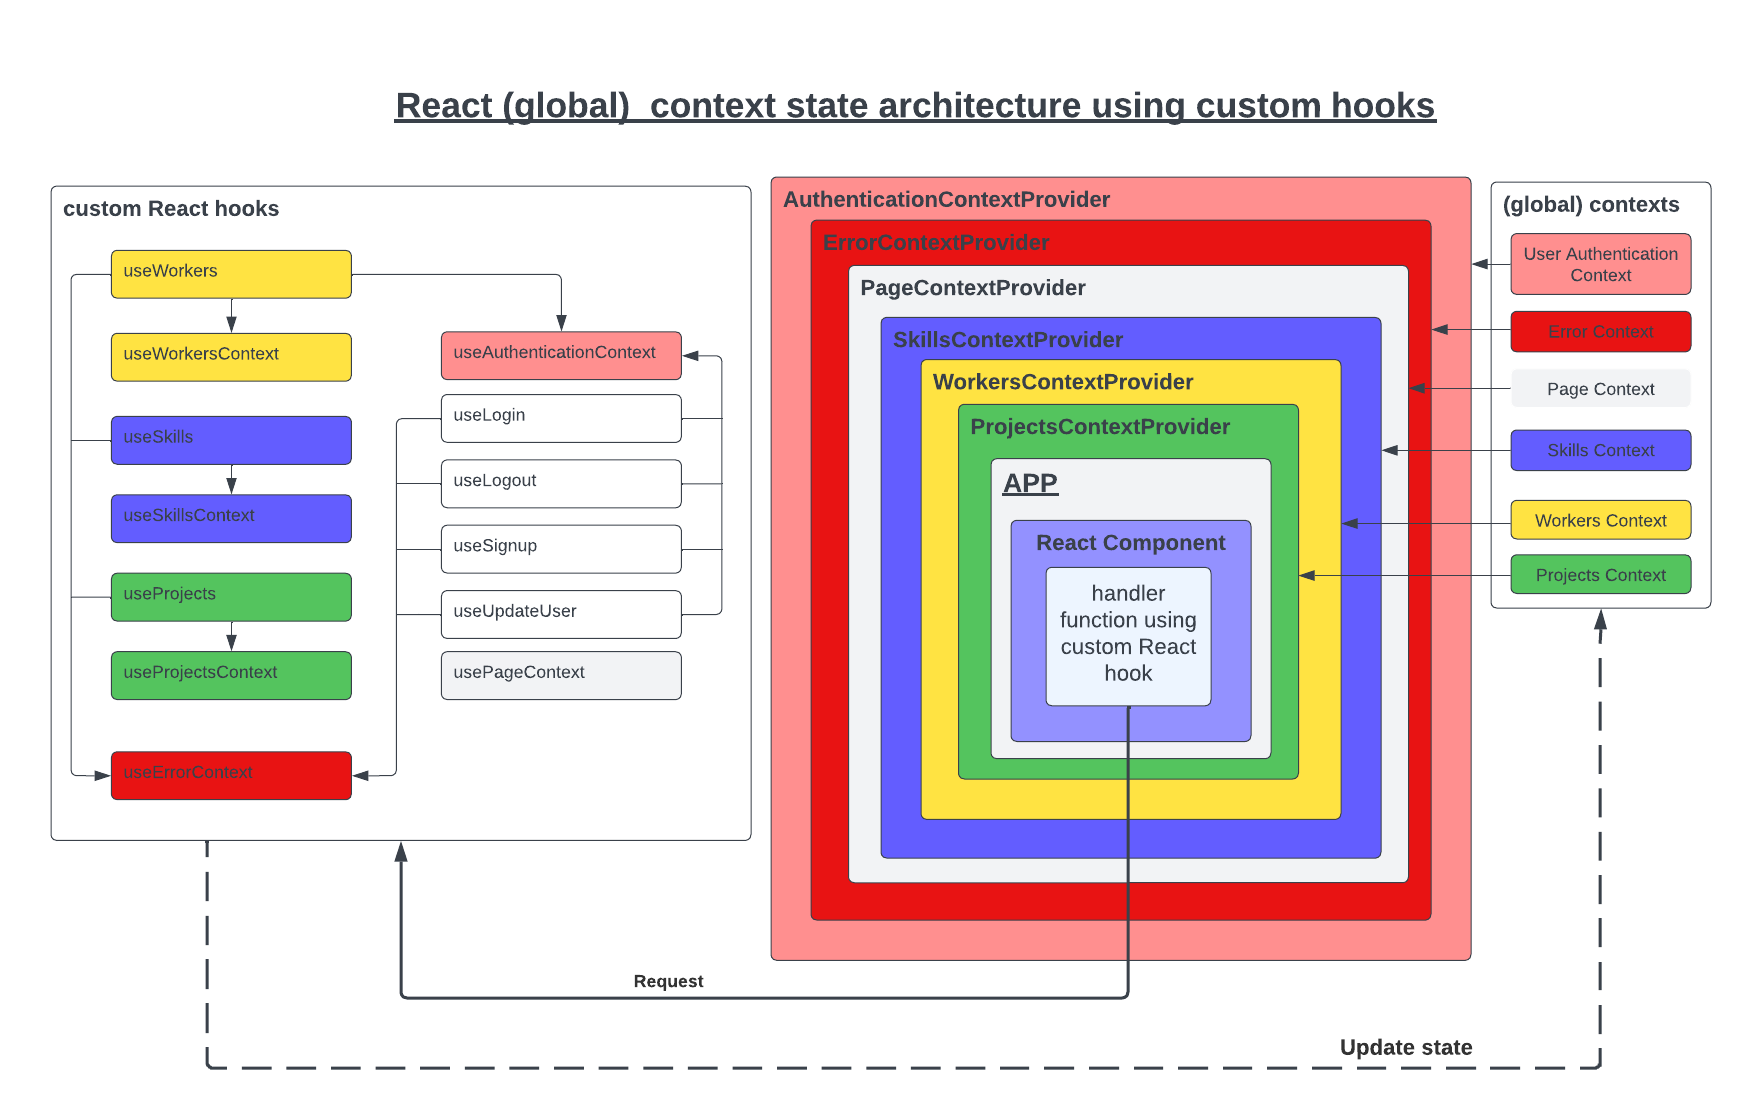 React (global)  context state architecture using custom hooks
custom React hooks
useWorkers
useWorkersContext
useSkills
useSkillsContext
useProjects
useProjectsContext
useErrorContext
useAuthenticationContext
useLogin
useLogout
useSignup
useUpdateUser
usePageContext
AuthenticationContextProvider
ErrorContextProvider
PageContextProvider
SkillsContextProvider
WorkersContextProvider
ProjectsContextProvider
APP
React Component
handler
function using
custom React
hook
(global) contexts
User Authentication
Context
Error Context
Page Context
Skills Context
Workers Context
Projects Context
Request
Update state